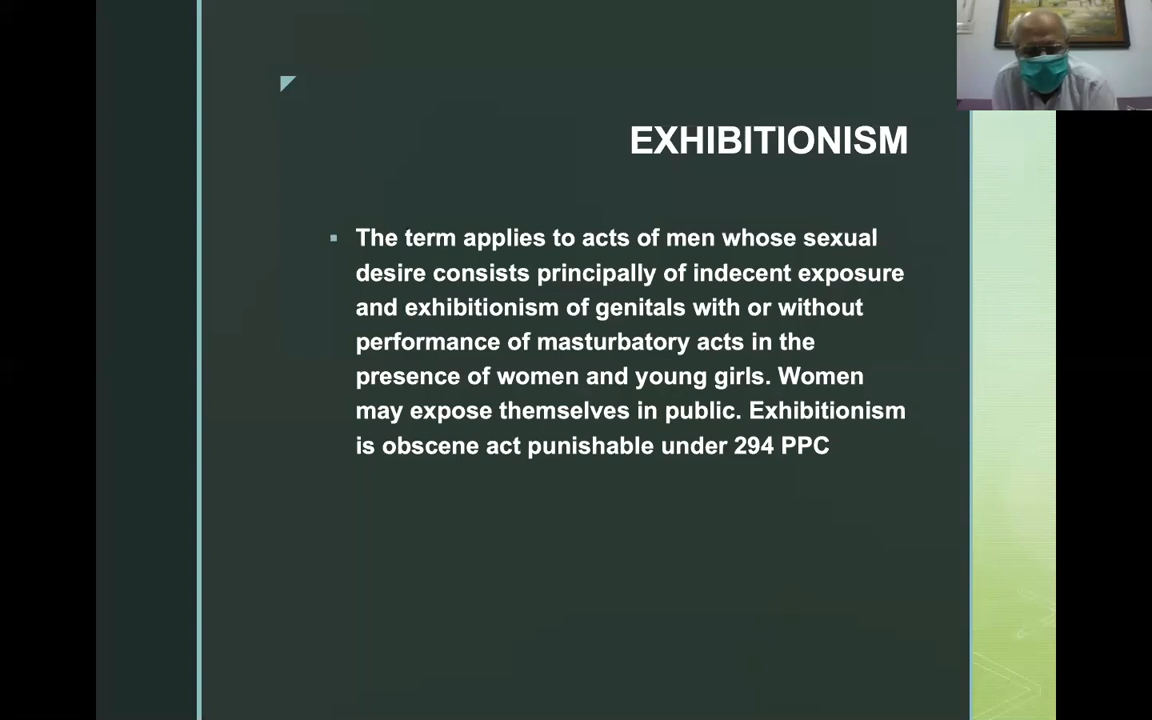 EXHIBITIONISM
The term applies to acts of men whose sexual
desire consists principally of indecent exposure
and exhibitionism of genitals with or without
performance of masturbatory acts in the
presence of women and young girls. Women
may expose themselves in public. Exhibitionism
is obscene act punishable under 294 PPC